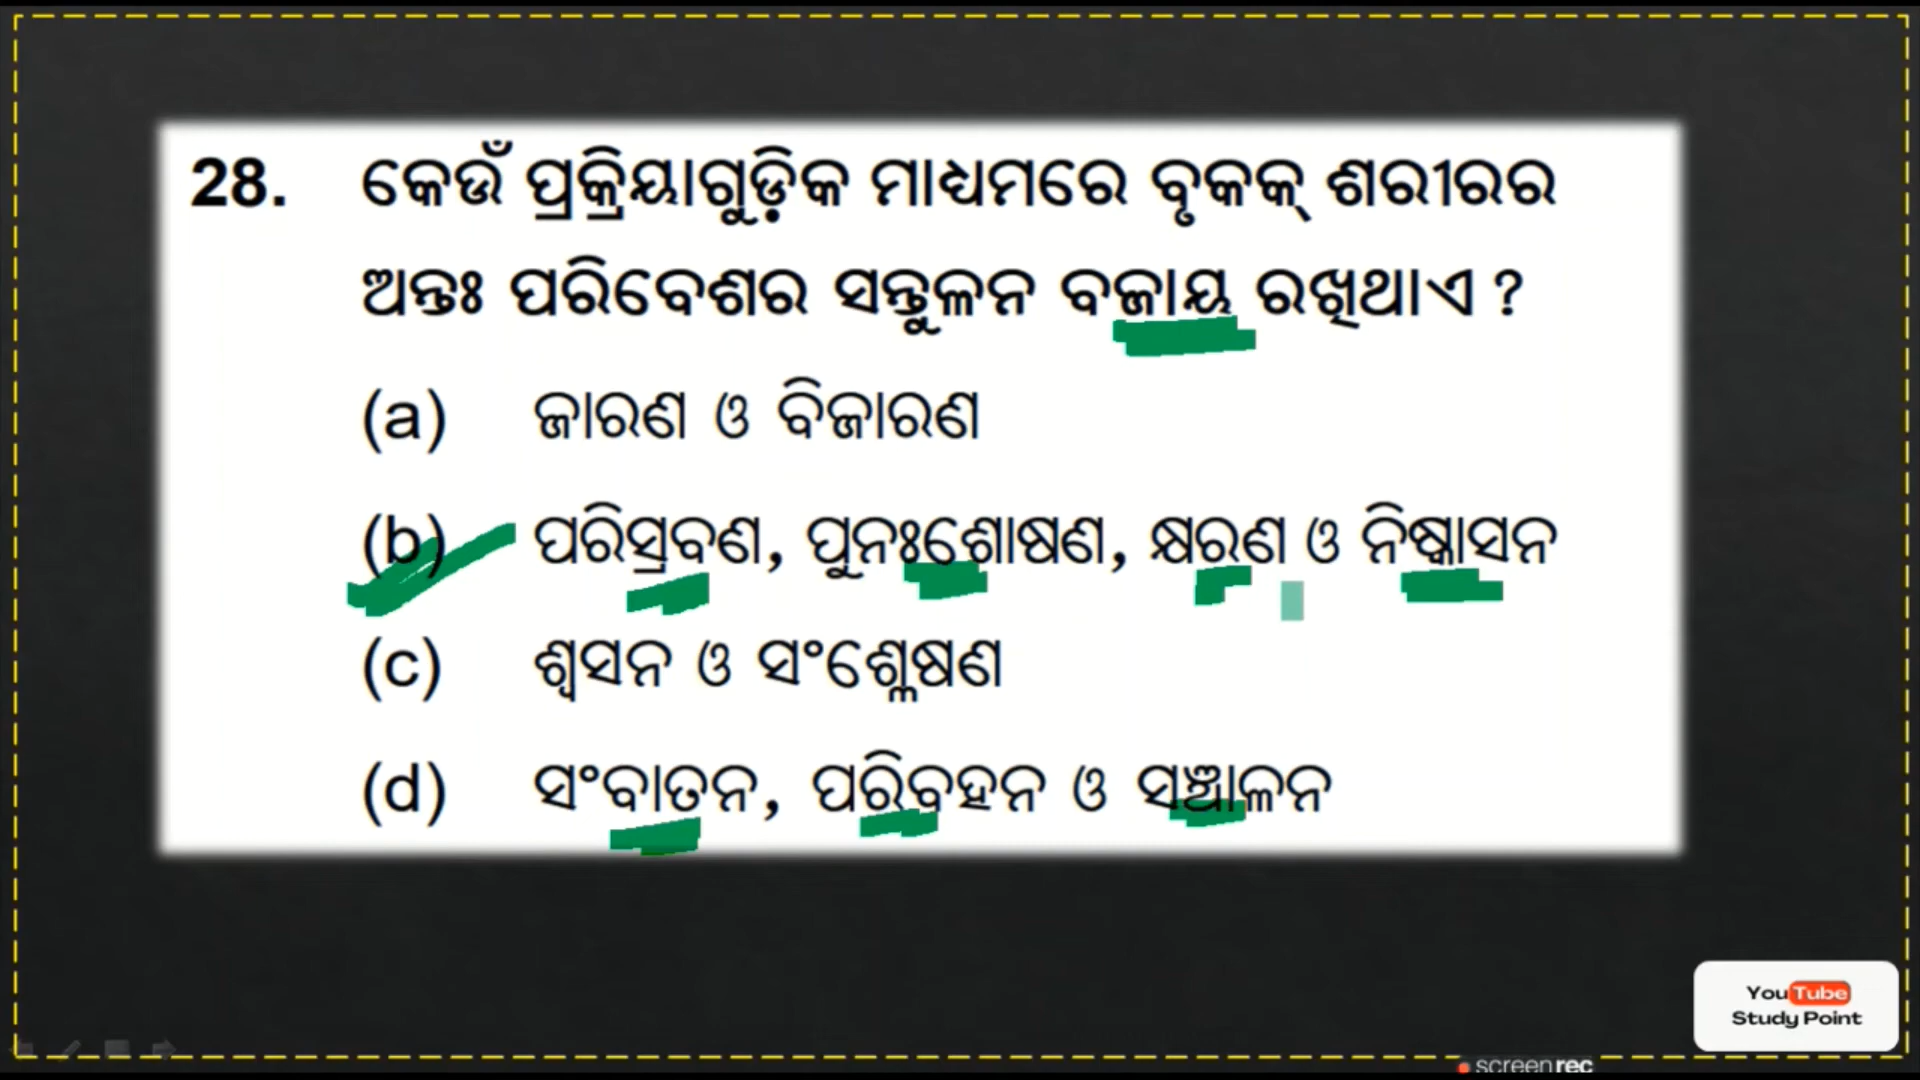 28. କେଉଁ ପ୍ରକ୍ରିୟାଗୁଡ଼ିକ ମାଧ୍ୟମରେ ବୃକକ୍ ଶରୀରର
ଅନ୍ତଃ ପରିବେଶର ସନ୍ତୁଳନ ବଜାୟ ରଖିଥାଏ ?
(a) ଜାରଣ ଓ ବିଜାରଣ
(b) ପରିସ୍ରବଣ, ପୁନଃଶୋଷଣ, କ୍ଷରଣ ଓ ନିଷ୍କାସନ
(c) ଶ୍ୱସନ ଓ ସଂଶ୍ଳେଷଣ
(d) ସଂବାତନ, ପରିବହନ ଓ ସଞ୍ଚାଳନ
YouTube
Study Point
screenrec